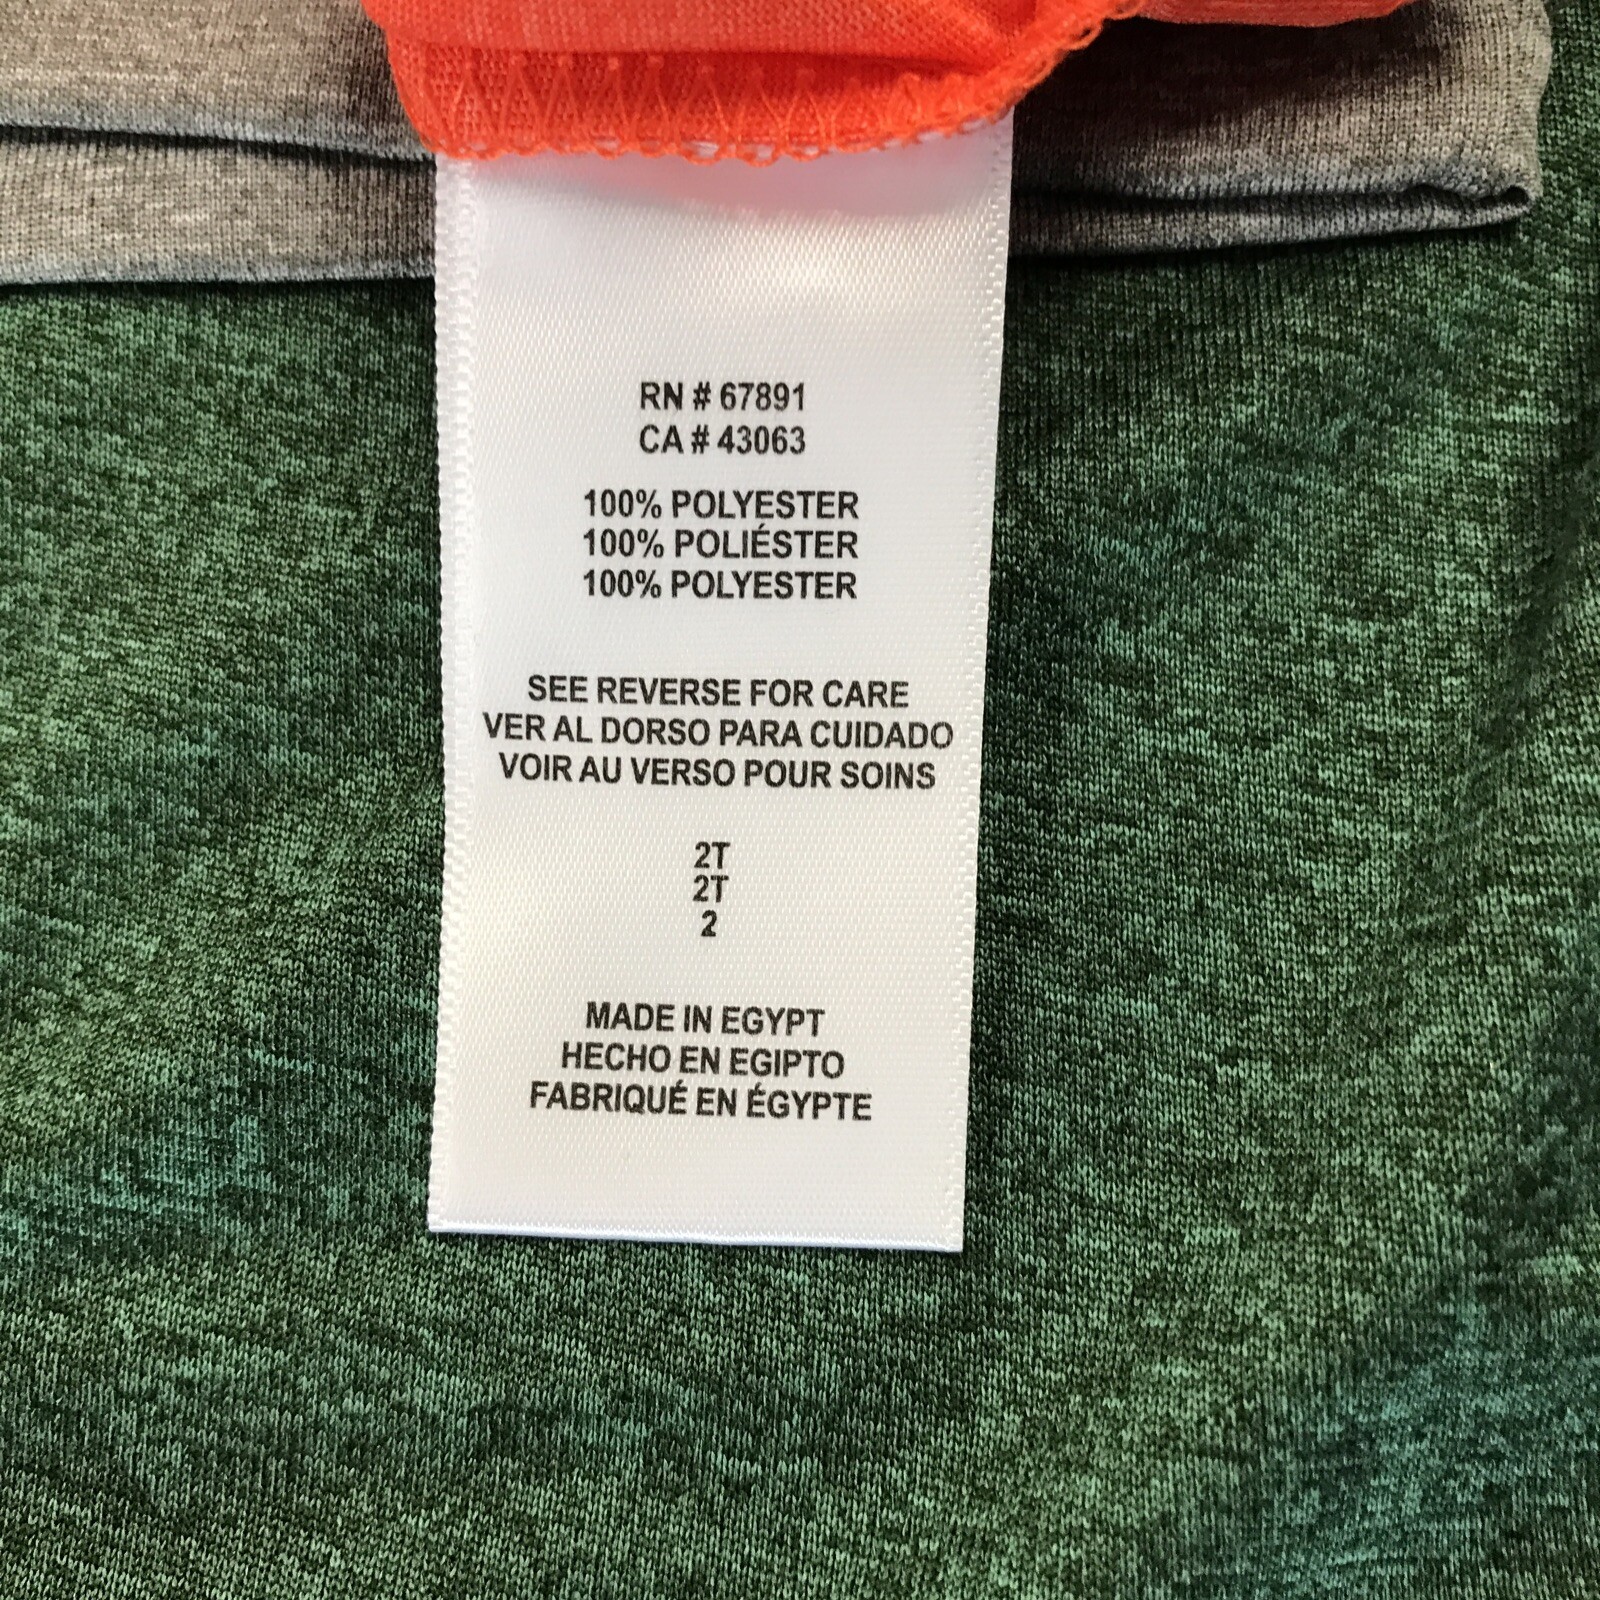 RN # 67891
CA # 43063
100% POLYESTER
100% POLIÉSTER
100% POLYESTER
SEE REVERSE FOR CARE
VER AL DORSO PARA CUIDADO
VOIR AU VERSO POUR SOINS
2T
2T
2
MADE IN EGYPT
HECHO EN EGIPTO
FABRIQUÉ EN ÉGYPTE